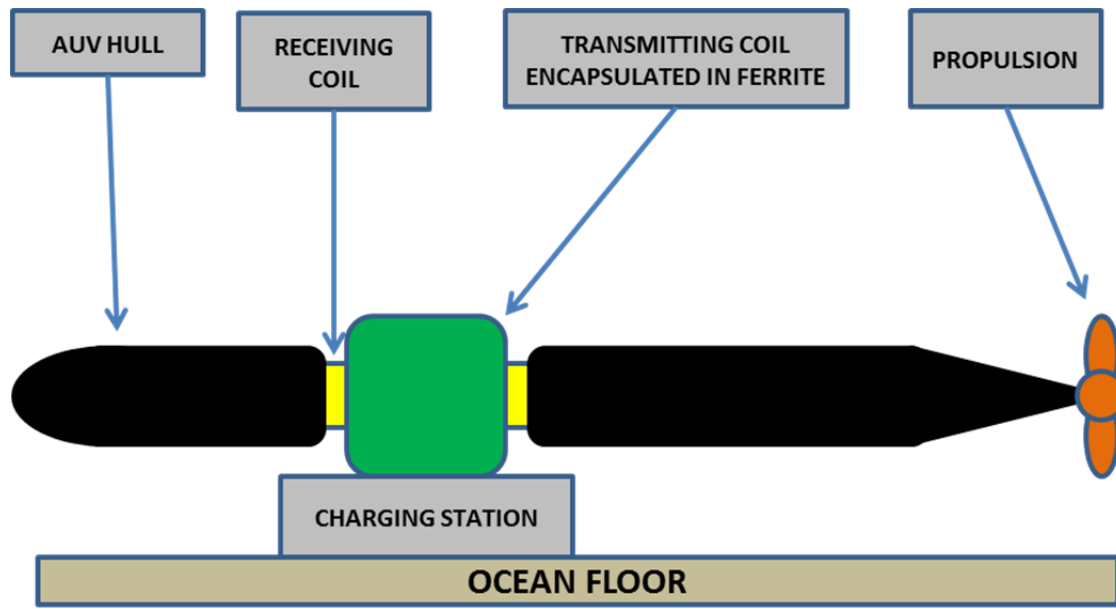 AUV HULL
RECEIVING
COIL
TRANSMITTING COIL
ENCAPSULATED IN FERRITE
PROPULSION
CHARGING STATION
OCEAN FLOOR